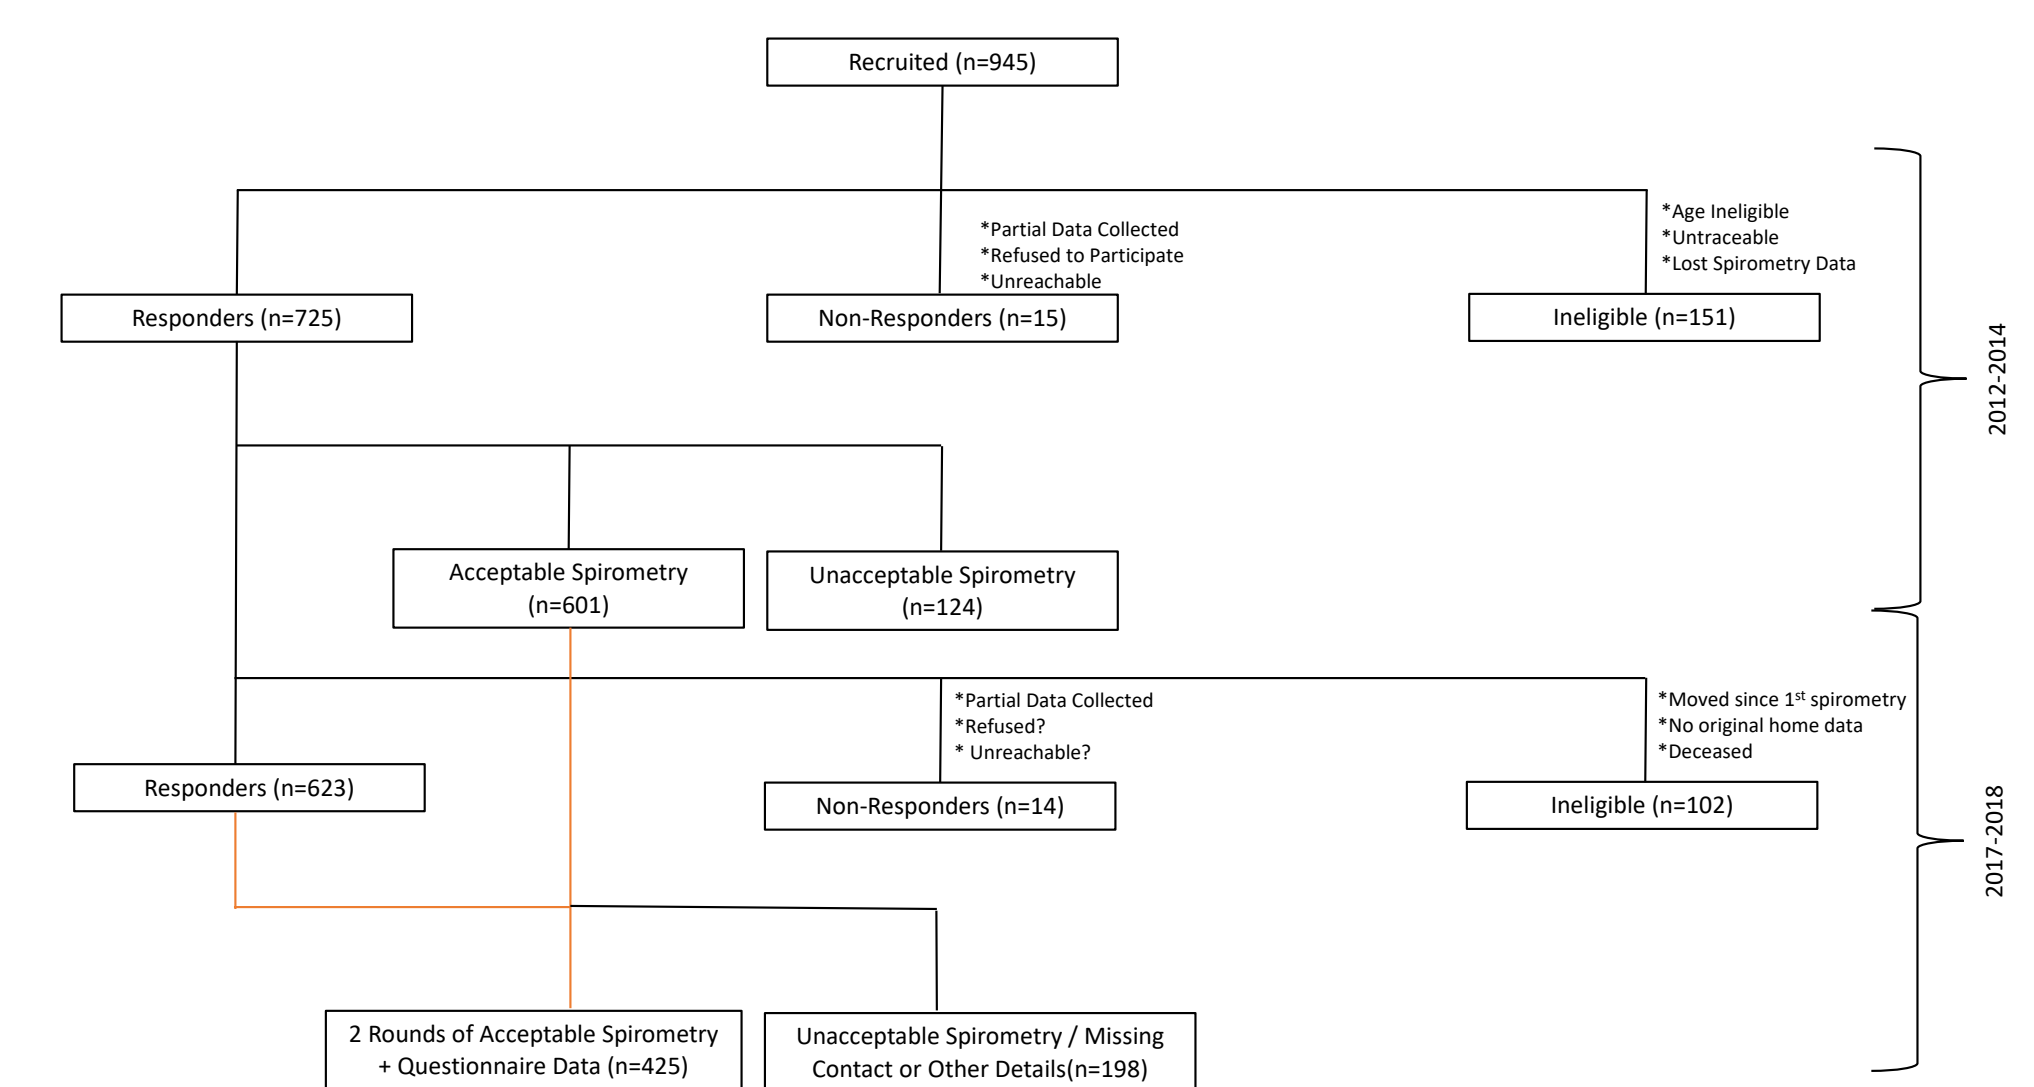 Recruited (n=945)
*Partial Data Collected
*Refused to Participate
*Unreachable
*Age Ineligible
*Untraceable
*Lost Spirometry Data
Responders (n=725)
Non-Responders (n=15)
Ineligible (n=151)
2012-2014
Acceptable Spirometry
(n=601)
Unacceptable Spirometry
(n=124)
*Partial Data Collected
*Refused?
* Unreachable?
*Moved since 1st spirometry
*No original home data
*Deceased
Responders (n=623)
Non-Responders (n=14)
Ineligible (n=102)
2017-2018
2 Rounds of Acceptable Spirometry
+ Questionnaire Data (n=425)
Unacceptable Spirometry / Missing
Contact or Other Details(n=198)